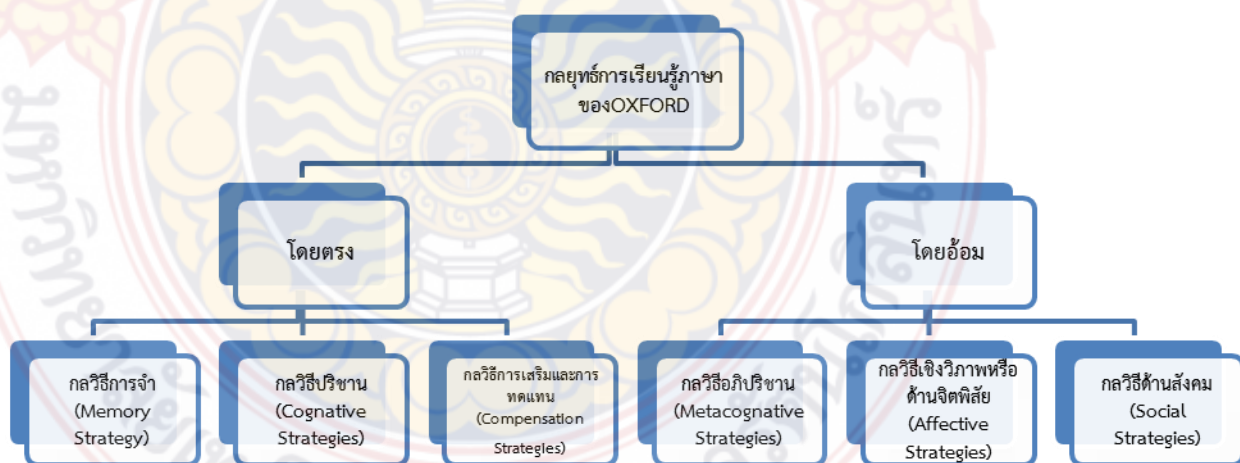 กลยุทธ์การเรียนรู้ภาษา
ของOXFORD
โดยตรง
โดยอ้อม
กลวิธีการจำ
(Memory
Strategy)
กลวิธีปริชาน
(Cognative
Strategies)
กลวิธีการเสริมและการ
ทดแทน
(Compensation
Strategies)
กลวิธีอภิปริชาน
(Metacognative
Strategies)
กลวิธีเชิงวิภาพหรือ
ด้านจิตพิสัย
(Affective
Strategies)
กลวิธีด้านสังคม
(Social
Strategies)